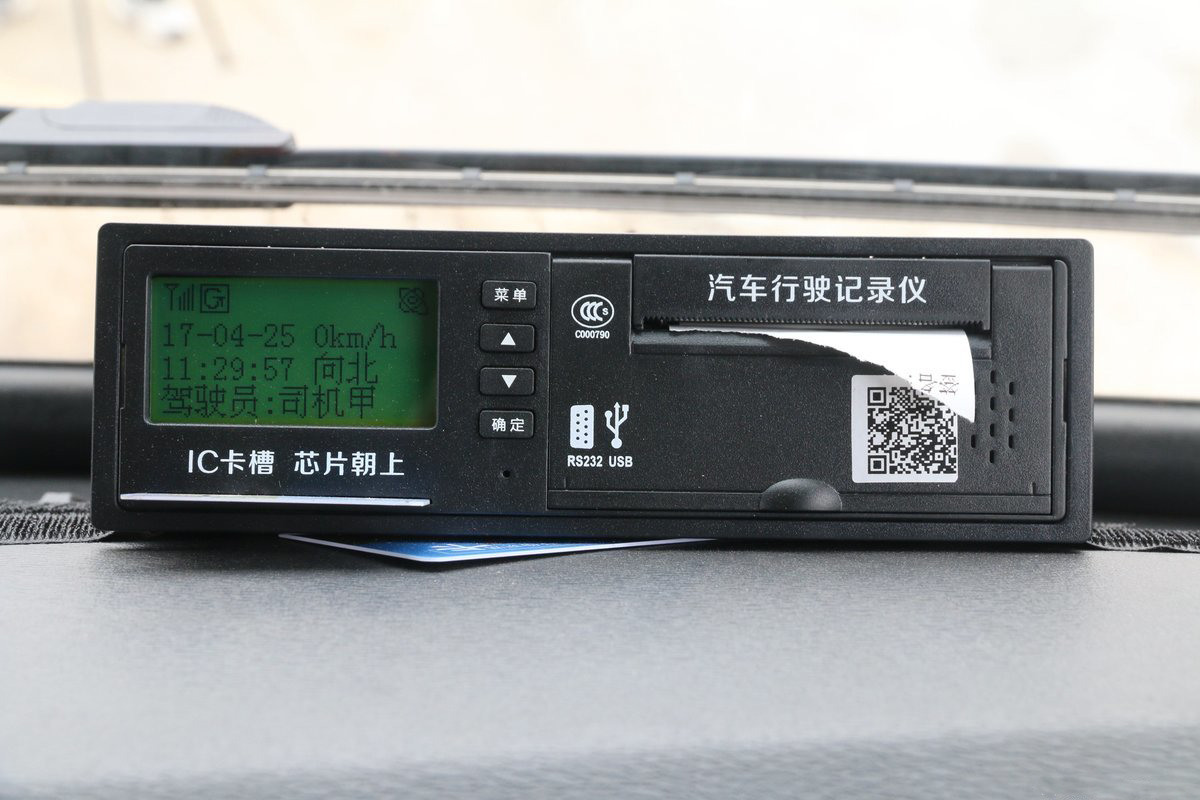 17-04-25 0km/h
11:29:57 向北
驾驶员:司机甲
IC卡槽 芯片朝上
菜单
确定
CCC S
C000790
RS232 USB
汽车行驶记录仪